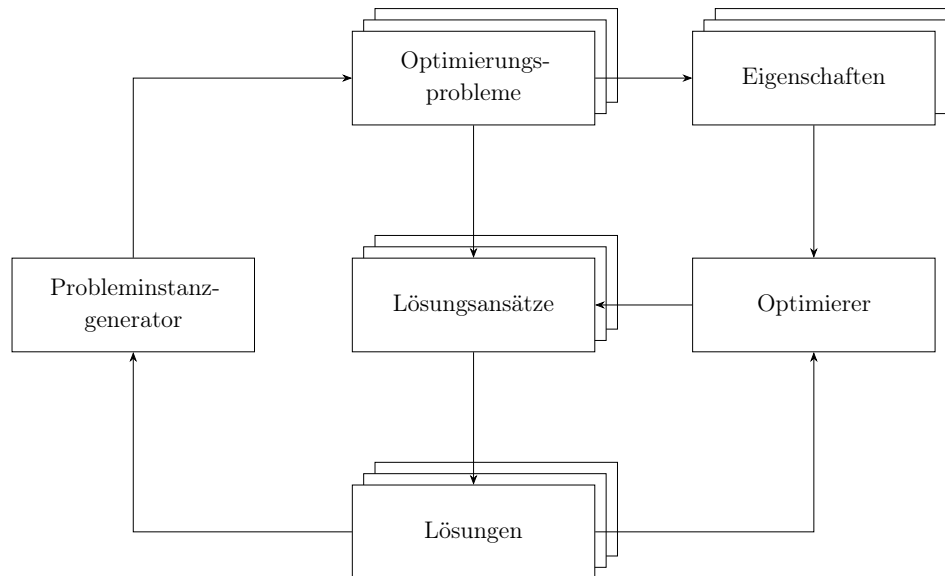 Optimierungs-
probleme
Eigenschaften
Probleminstanz-
generator
Lösungsansätze
Optimierer
Lösungen